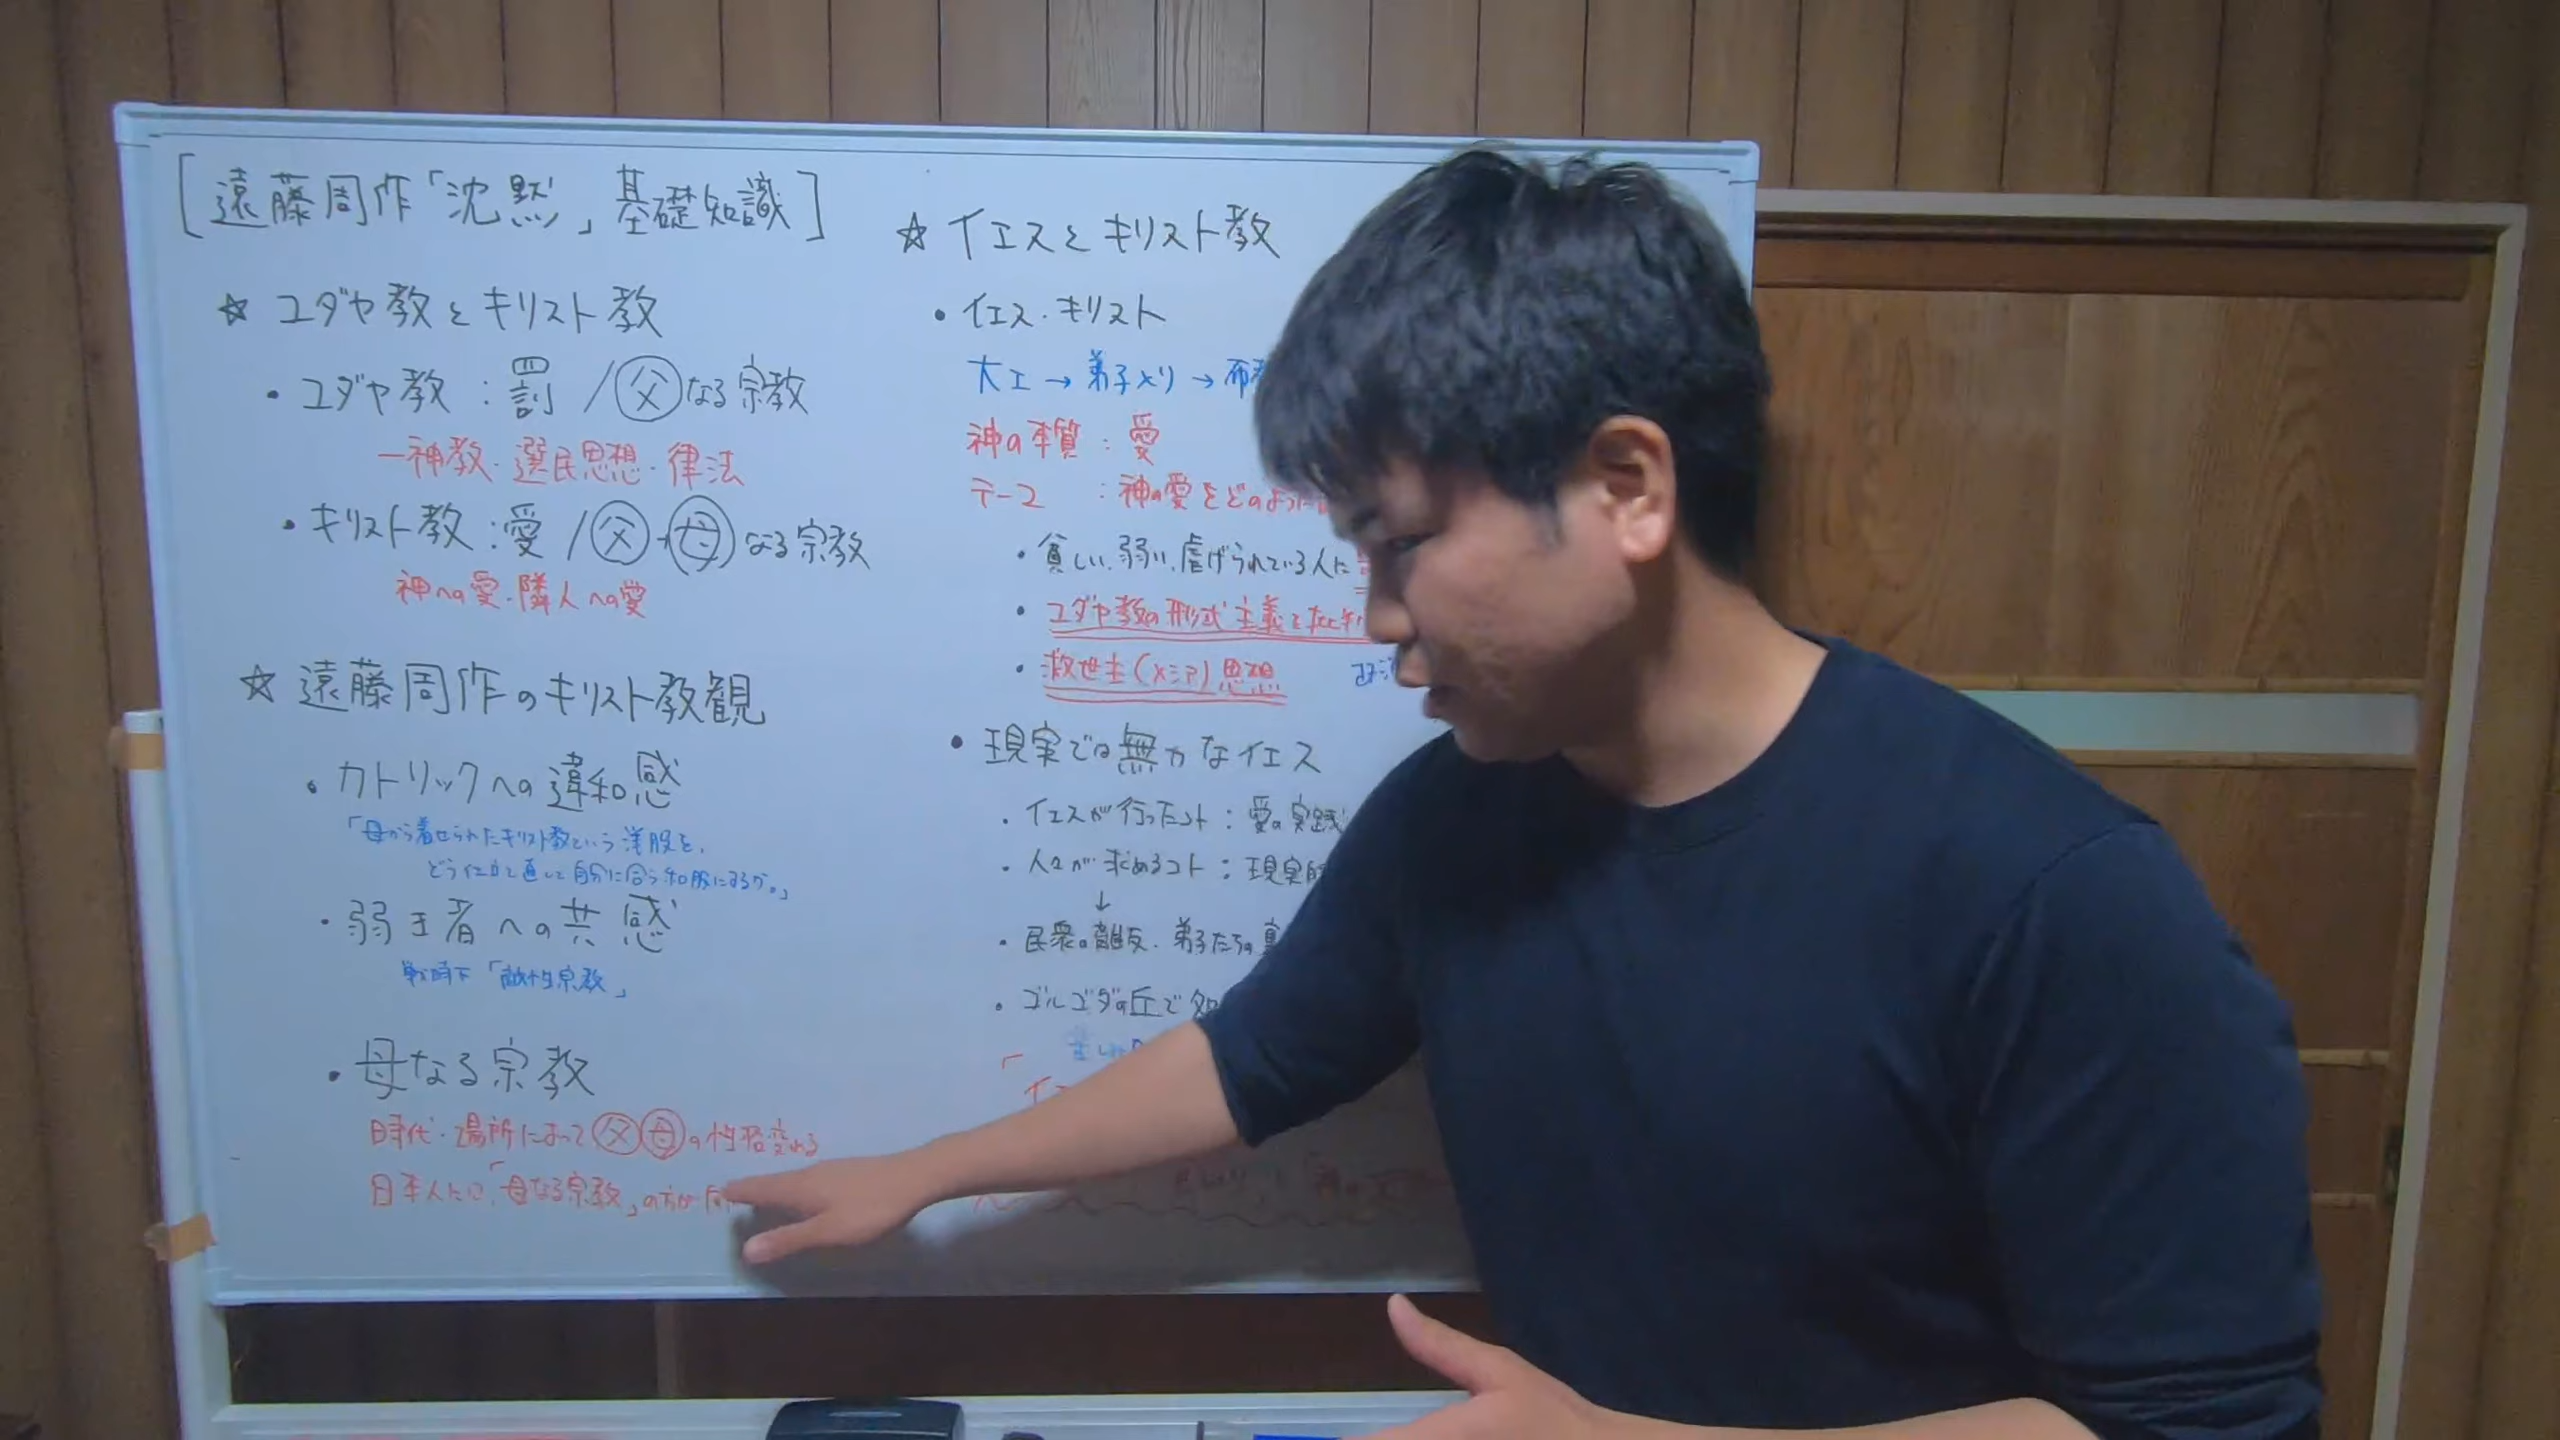 [遠藤周作「沈黙」基礎知識]
☆ ユダヤ教とキリスト教
・ユダヤ教：罰 / 父なる宗教
一神教・選民思想・律法
・キリスト教：愛 / 父・母なる宗教
神への愛・隣人への愛
☆ 遠藤周作のキリスト教観
・カトリックへの違和感
「母から着せられたキリスト教という洋服を、
どう仕立て直して自分に合う和服にするか。」
・弱き者への共感
戦時下「敵性宗教」
・母なる宗教
時代・場所によって父母の性格変わる
日本人には「母なる宗教」の方が
☆ イエスとキリスト教
・イエス・キリスト
大工→弟子入り→布教
神の本質：愛
テーマ：神の愛をどのように
・貧しい、弱い、虐げられている人に
・ユダヤ教の形式主義を批判
・救世主(メシア)思想
・現実では無力なイエス
・イエスが行ったコト：愛の実践
・人々が求めるコト：現実的
↓
・民衆の離反・弟子たちの裏
・ゴルゴダの丘で処